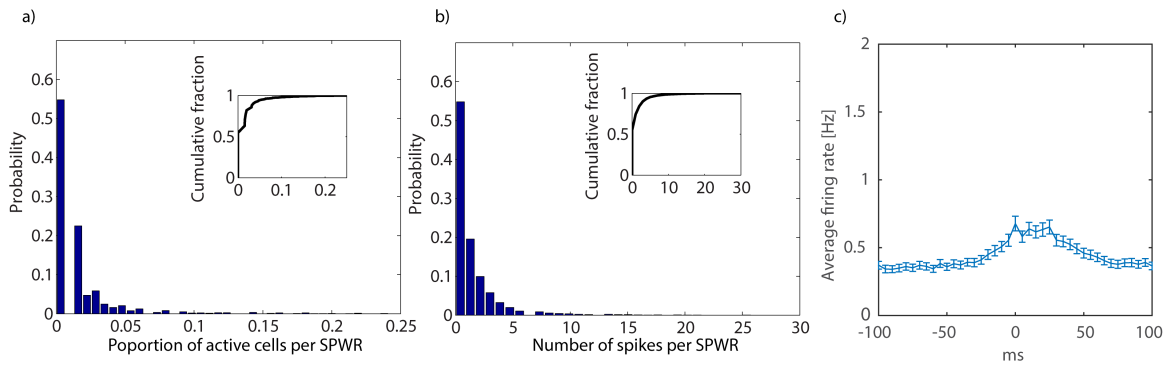 a)
0.6
0.5
0.4
0.3
0.2
0.1
0
Probability
0 0.05 0.1 0.15 0.2 0.25
Poportion of active cells per SPWR
Cumulative fraction
1
0.5
0
0 0.1 0.2
b)
0.6
0.5
0.4
0.3
0.2
0.1
0
Probability
0 5 10 15 20 25 30
Number of spikes per SPWR
Cumulative fraction
1
0.5
0
0 10 20 30
c)
2
1.5
1
0.5
0
Average firing rate [Hz]
-100 -50 0 50 100
ms